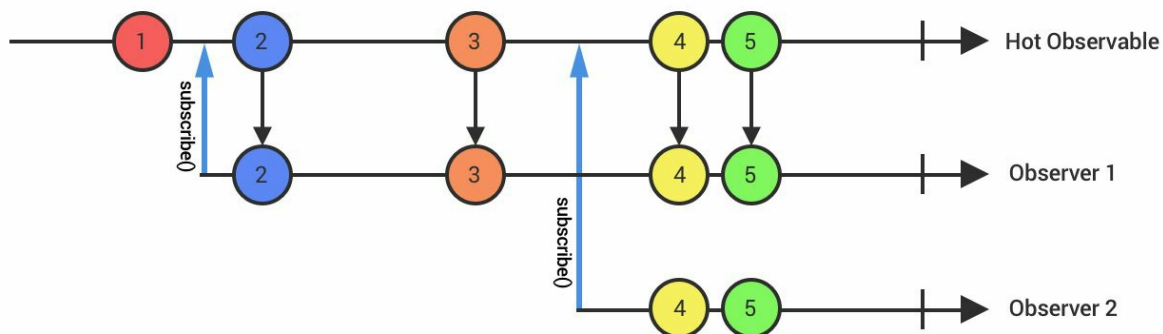 1 2 3 4 5 Hot Observable
subscribe()
2 3 4 5 Observer 1
subscribe()
4 5 Observer 2